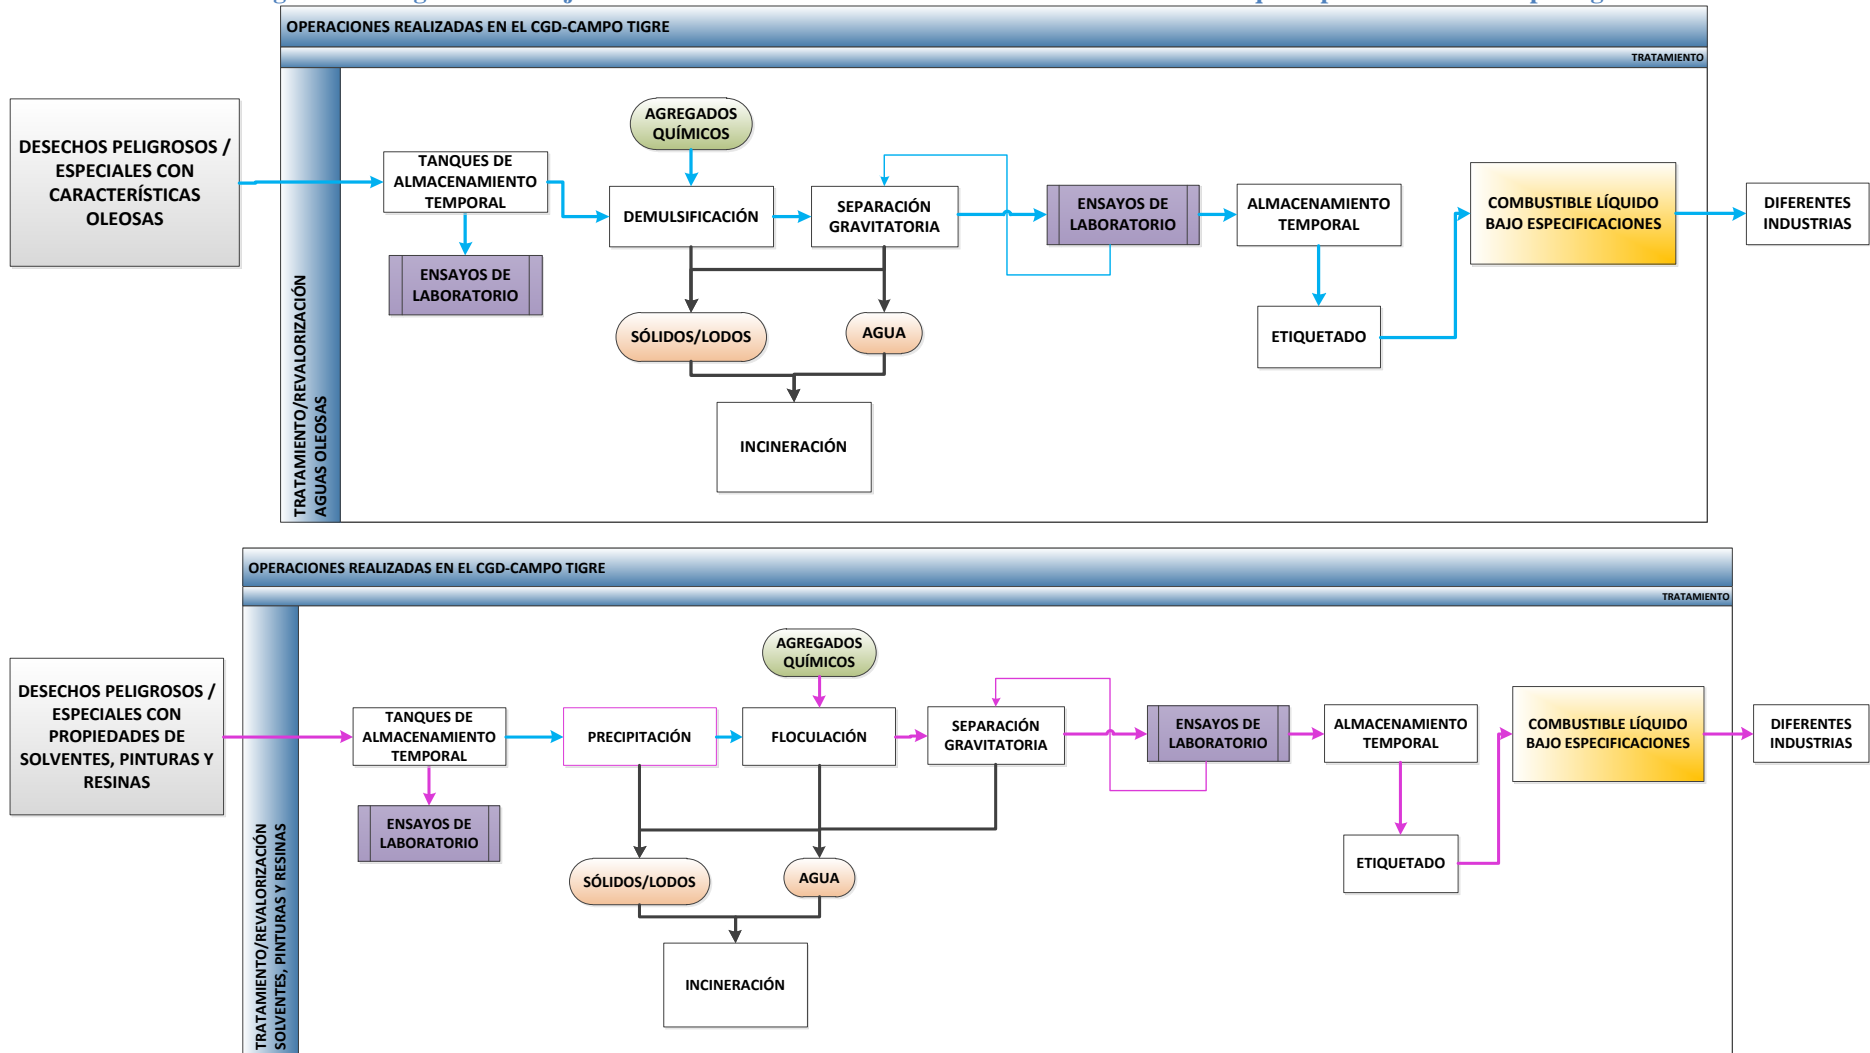 OPERACIONES REALIZADAS EN EL CGD-CAMPO TIGRE
TRATAMIENTO
DESECHOS PELIGROSOS /
ESPECIALES CON
CARACTERÍSTICAS
OLEOSAS
TRATAMIENTO/REVALORIZACIÓN
AGUAS OLEOSAS
TANQUES DE
ALMACENAMIENTO
TEMPORAL
ENSAYOS DE
LABORATORIO
AGREGADOS
QUÍMICOS
DEMULSIFICACIÓN
SEPARACIÓN
GRAVITATORIA
SÓLIDOS/LODOS
AGUA
INCINERACIÓN
ENSAYOS DE
LABORATORIO
ALMACENAMIENTO
TEMPORAL
ETIQUETADO
COMBUSTIBLE LÍQUIDO
BAJO ESPECIFICACIONES
DIFERENTES
INDUSTRIAS
OPERACIONES REALIZADAS EN EL CGD-CAMPO TIGRE
TRATAMIENTO
DESECHOS PELIGROSOS /
ESPECIALES CON
PROPIEDADES DE
SOLVENTES, PINTURAS Y
RESINAS
TRATAMIENTO/REVALORIZACIÓN
SOLVENTES, PINTURAS Y RESINAS
TANQUES DE
ALMACENAMIENTO
TEMPORAL
ENSAYOS DE
LABORATORIO
PRECIPITACIÓN
AGREGADOS
QUÍMICOS
FLOCULACIÓN
SEPARACIÓN
GRAVITATORIA
SÓLIDOS/LODOS
AGUA
INCINERACIÓN
ENSAYOS DE
LABORATORIO
ALMACENAMIENTO
TEMPORAL
ETIQUETADO
COMBUSTIBLE LÍQUIDO
BAJO ESPECIFICACIONES
DIFERENTES
INDUSTRIAS